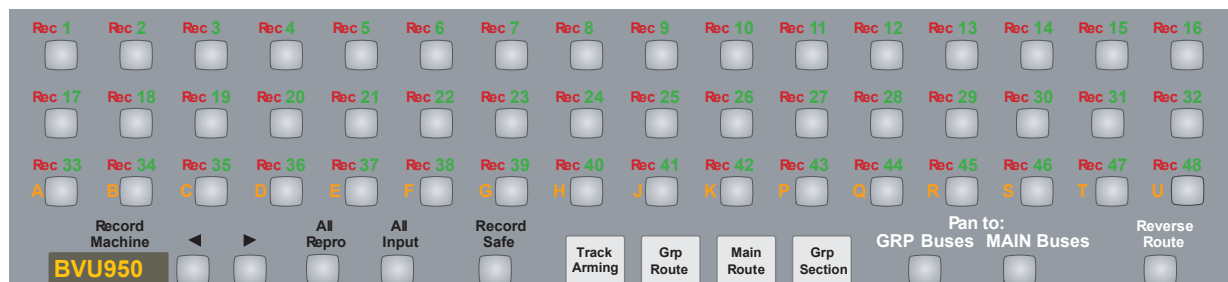 Rec 1 Rec 2 Rec 3 Rec 4 Rec 5 Rec 6 Rec 7 Rec 8 Rec 9 Rec 10 Rec 11 Rec 12 Rec 13 Rec 14 Rec 15 Rec 16
Rec 17 Rec 18 Rec 19 Rec 20 Rec 21 Rec 22 Rec 23 Rec 24 Rec 25 Rec 26 Rec 27 Rec 28 Rec 29 Rec 30 Rec 31 Rec 32
Rec 33 Rec 34 Rec 35 Rec 36 Rec 37 Rec 38 Rec 39 Rec 40 Rec 41 Rec 42 Rec 43 Rec 44 Rec 45 Rec 46 Rec 47 Rec 48
A B C D E F G H J K P Q R S T U
Record
Machine
BVU950
◄ ►
All
Repro
All
Input
Record
Safe
Track
Arming
Grp
Route
Main
Route
Grp
Section
Pan to:
GRP Buses MAIN Buses
Reverse
Route